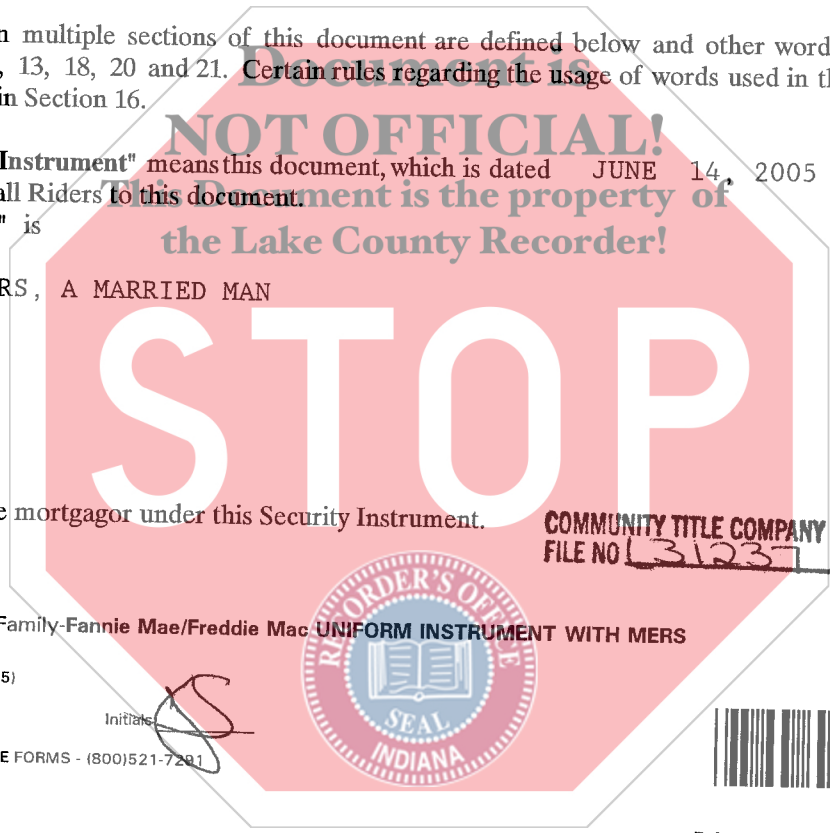 n multiple sections of this document are defined below and other word
, 13, 18, 20 and 21. Certain rules regarding the usage of words used in th
in Section 16.
Document is
NOT OFFICIAL!
This Document is the property of
the Lake County Recorder!
Instrument" means this document, which is dated JUNE 14, 2005
all Riders to this document.
" is
RS, A MARRIED MAN
STOP
e mortgagor under this Security Instrument.
COMMUNITY TITLE COMPANY
FILE NO L31237
Family-Fannie Mae/Freddie Mac UNIFORM INSTRUMENT WITH MERS
5)
Initials:
E FORMS - (800)521-7291
RECORDER'S OFFICE
SEAL
INDIANA